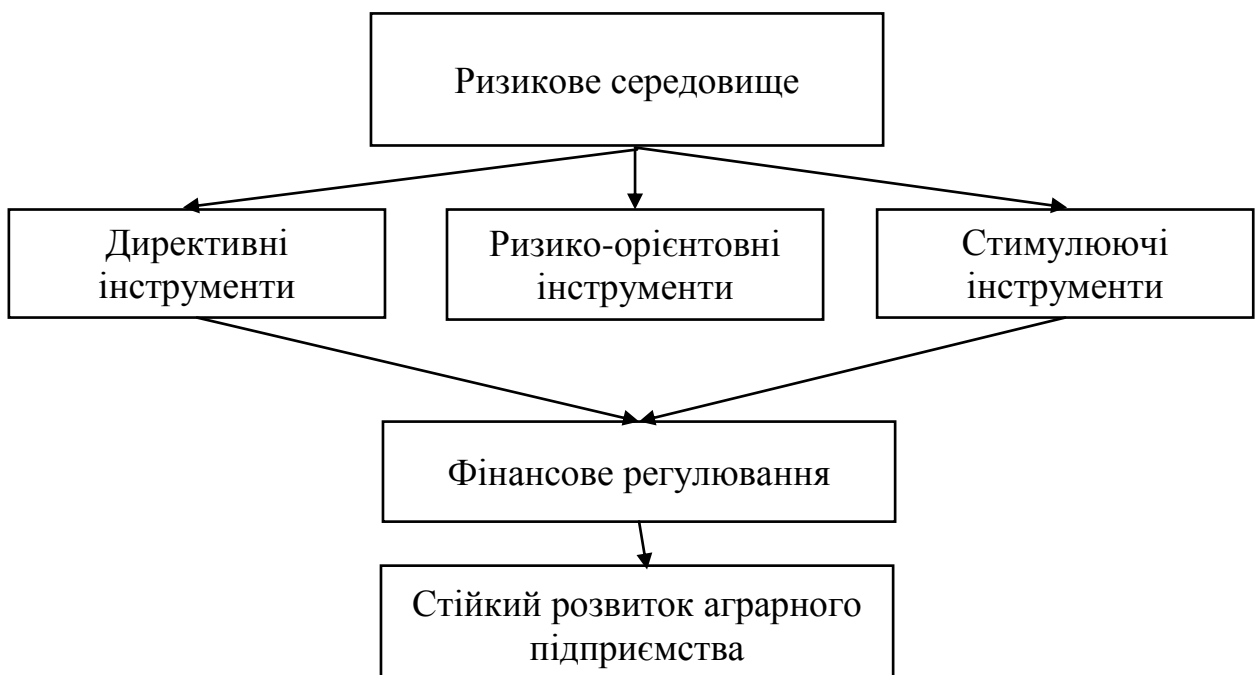 Ризикове середовище
Директивні
інструменти
Ризико-орієнтовні
інструменти
Стимулюючі
інструменти
Фінансове регулювання
Стійкий розвиток аграрного
підприємства